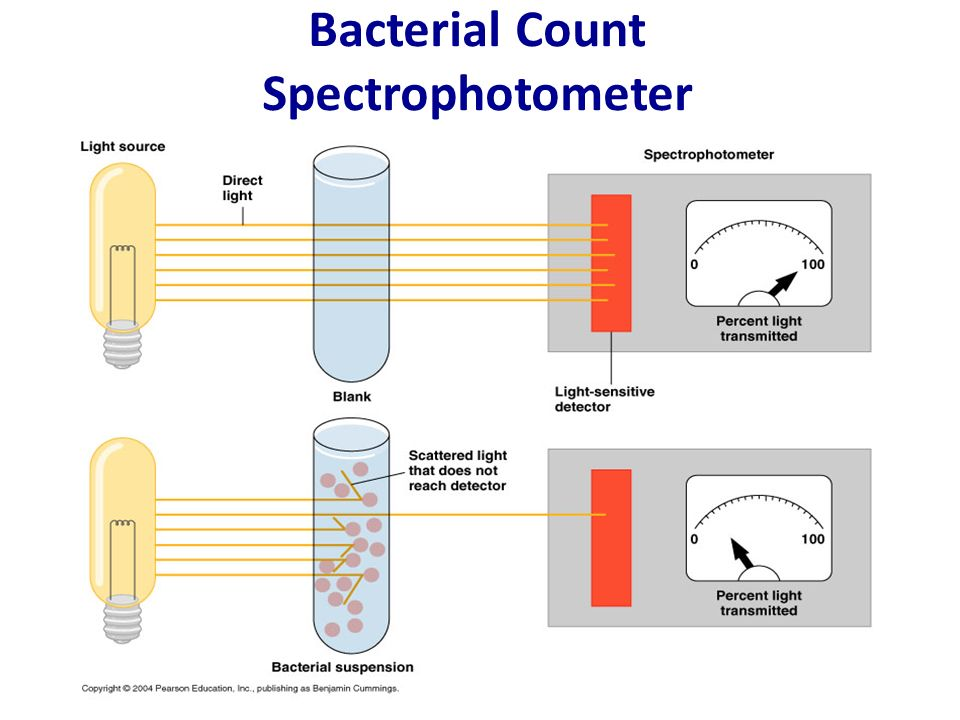 Bacterial Count
Spectrophotometer
Light source
Direct
light
Spectrophotometer
0
100
Percent light
transmitted
Blank
Light-sensitive
detector
Scattered light
that does not
reach detector
0
100
Percent light
transmitted
Bacterial suspension
Copyright © 2004 Pearson Education, Inc., publishing as Benjamin Cummings.